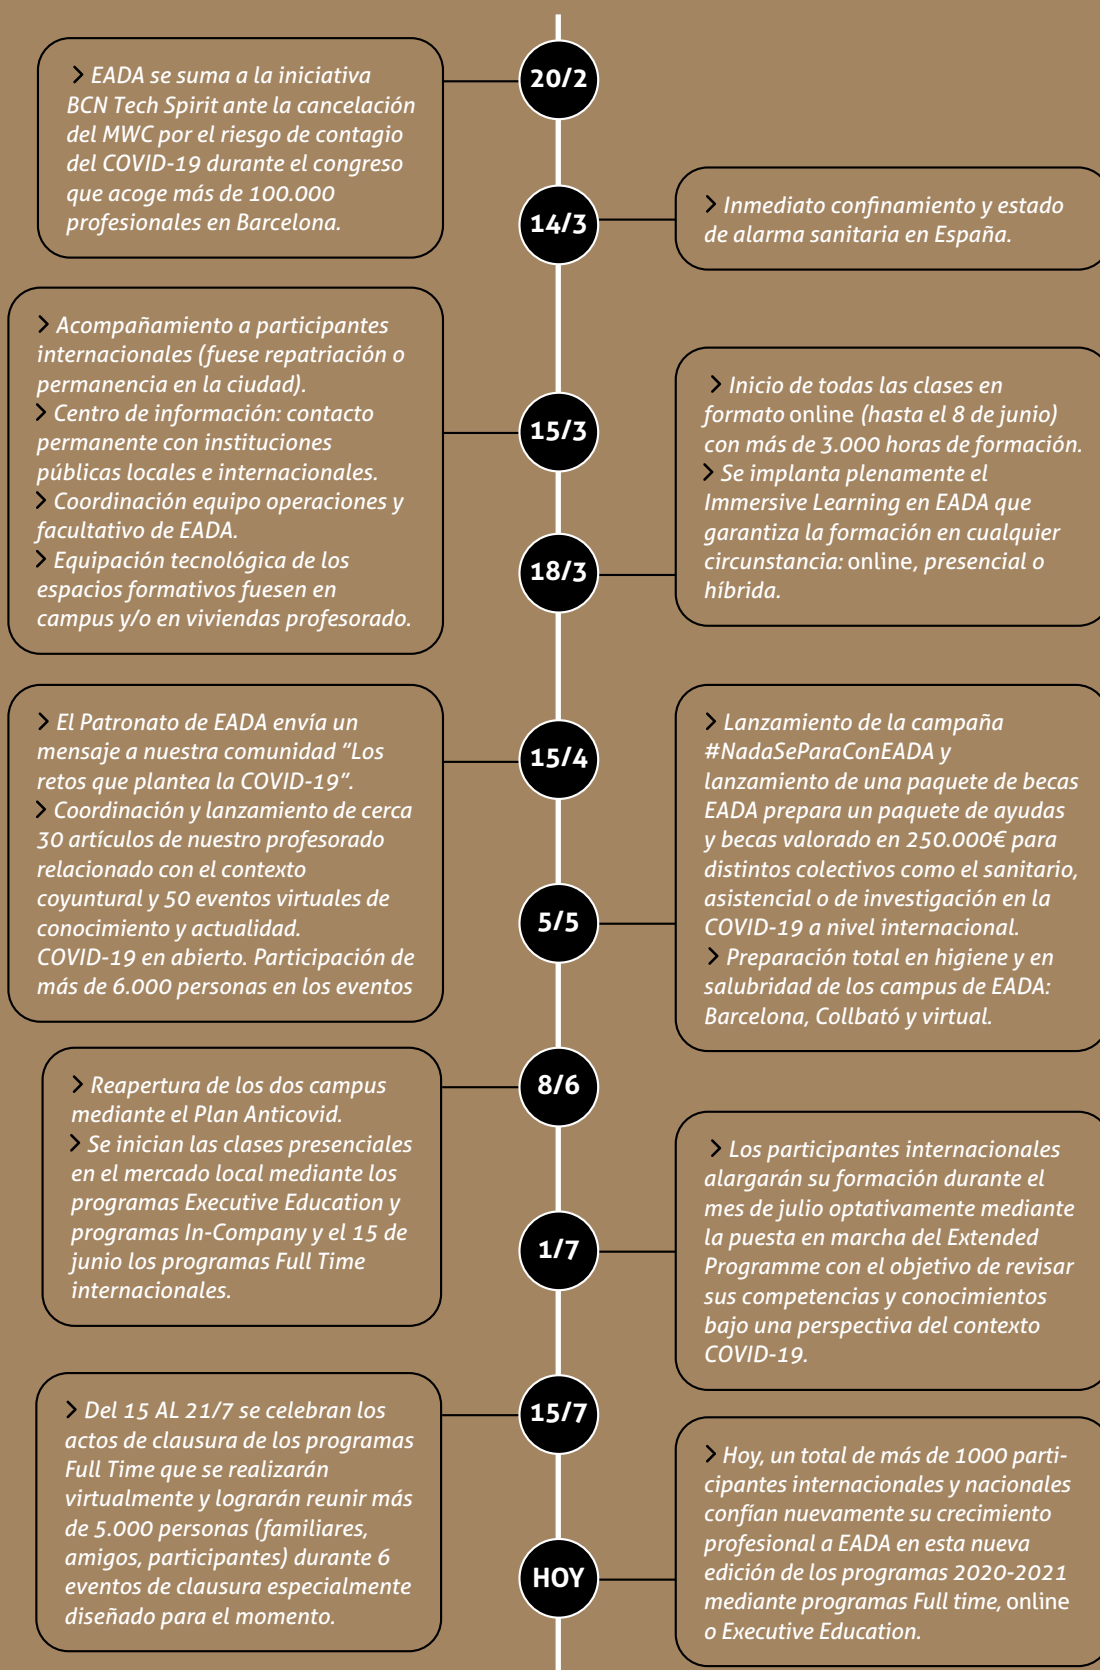 20/2
> EADA se suma a la iniciativa
BCN Tech Spirit ante la cancelación
del MWC por el riesgo de contagio
del COVID-19 durante el congreso
que acoge más de 100.000
profesionales en Barcelona.
14/3
> Inmediato confinamiento y estado
de alarma sanitaria en España.
15/3
> Acompañamiento a participantes
internacionales (fuese repatriación o
permanencia en la ciudad).
> Centro de información: contacto
permanente con instituciones
públicas locales e internacionales.
> Coordinación equipo operaciones y
facultativo de EADA.
> Equipación tecnológica de los
espacios formativos fuesen en
campus y/o en viviendas profesorado.
18/3
> Inicio de todas las clases en
formato online (hasta el 8 de junio)
con más de 3.000 horas de formación.
> Se implanta plenamente el
Immersive Learning en EADA que
garantiza la formación en cualquier
circunstancia: online, presencial o
híbrida.
15/4
> El Patronato de EADA envía un
mensaje a nuestra comunidad “Los
retos que plantea la COVID-19”.
> Coordinación y lanzamiento de cerca
30 artículos de nuestro profesorado
relacionado con el contexto
coyuntural y 50 eventos virtuales de
conocimiento y actualidad.
COVID-19 en abierto. Participación de
más de 6.000 personas en los eventos
5/5
> Lanzamiento de la campaña
#NadaSeParaConEADA y
lanzamiento de una paquete de becas
EADA prepara un paquete de ayudas
y becas valorado en 250.000€ para
distintos colectivos como el sanitario,
asistencial o de investigación en la
COVID-19 a nivel internacional.
> Preparación total en higiene y en
salubridad de los campus de EADA:
Barcelona, Collbató y virtual.
8/6
> Reapertura de los dos campus
mediante el Plan Anticovid.
> Se inician las clases presenciales
en el mercado local mediante los
programas Executive Education y
programas In-Company y el 15 de
junio los programas Full Time
internacionales.
1/7
> Los participantes internacionales
alargarán su formación durante el
mes de julio optativamente mediante
la puesta en marcha del Extended
Programme con el objetivo de revisar
sus competencias y conocimientos
bajo una perspectiva del contexto
COVID-19.
15/7
> Del 15 AL 21/7 se celebran los
actos de clausura de los programas
Full Time que se realizarán
virtualmente y lograrán reunir más
de 5.000 personas (familiares,
amigos, participantes) durante 6
eventos de clausura especialmente
diseñado para el momento.
HOY
> Hoy, un total de más de 1000 parti-
cipantes internacionales y nacionales
confían nuevamente su crecimiento
profesional a EADA en esta nueva
edición de los programas 2020-2021
mediante programas Full time, online
o Executive Education.